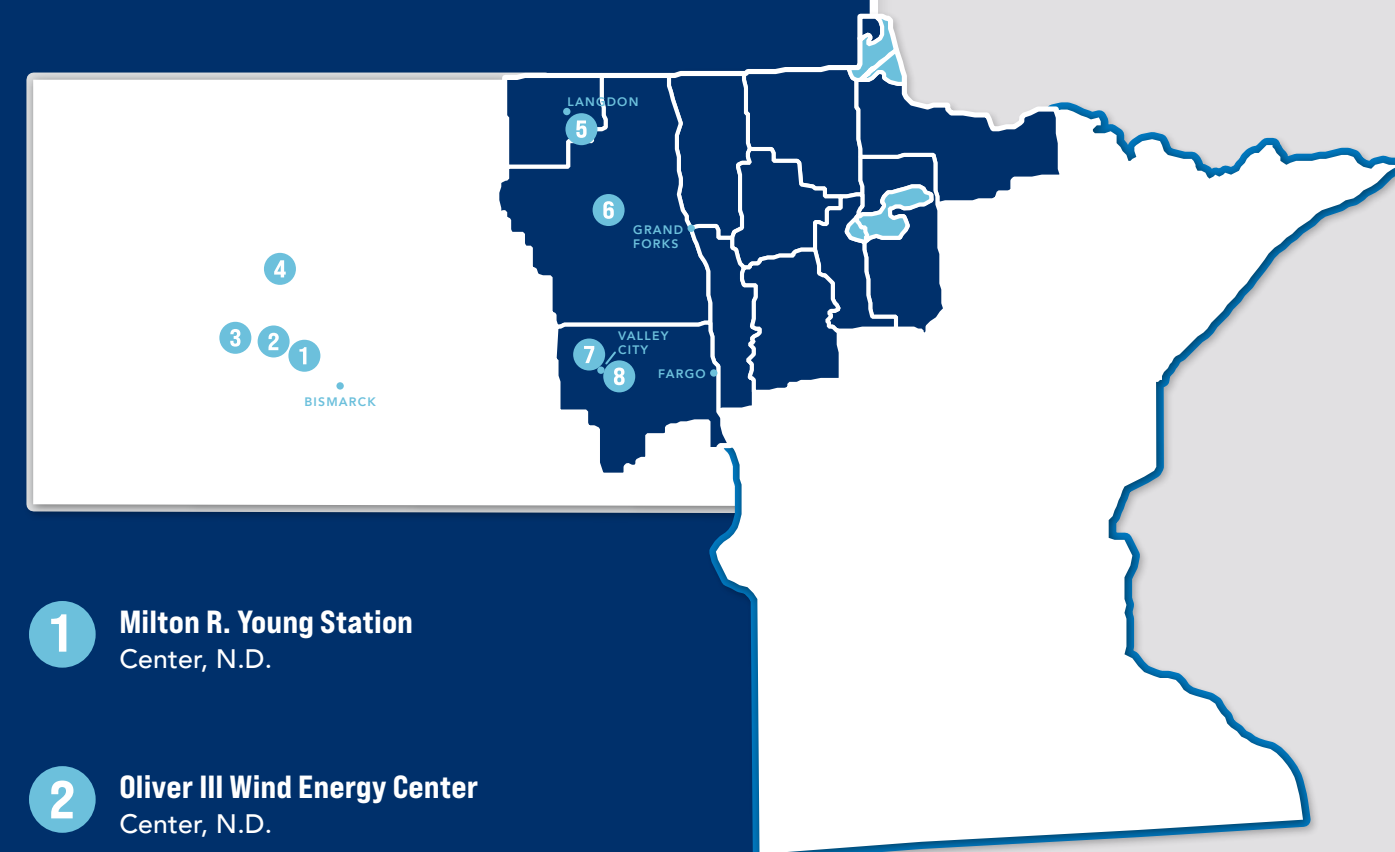 LANGDON
5
6
GRAND
FORKS
4
3
2
1
BISMARCK
VALLEY
CITY
7
8
FARGO
1
Milton R. Young Station
Center, N.D.
2
Oliver III Wind Energy Center
Center, N.D.